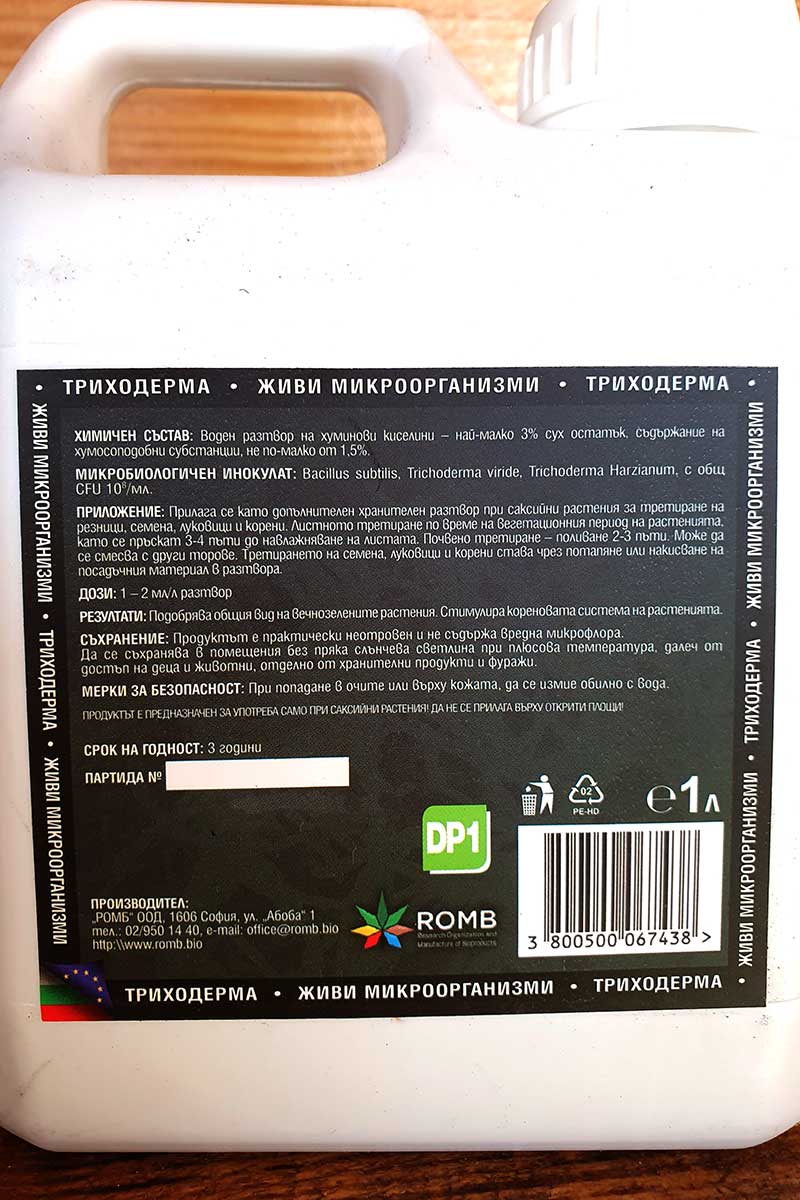 • ТРИХОДЕРМА • ЖИВИ МИКРООРГАНИЗМИ • ТРИХОДЕРМА •
ЖИВИ МИКРООРГАНИЗМИ • ТРИХОДЕРМА • ЖИВИ МИКРООРГАНИЗМИ
ХИМИЧЕН СЪСТАВ: Воден разтвор на хуминови киселини – най-малко 3% сух остатък, съдържание на
хумосоподобни субстанции, не по-малко от 1,5%.
МИКРОБИОЛОГИЧЕН ИНОКУЛАТ: Bacillus subtilis, Trichoderma viride, Trichoderma Harzianum, с общ
CFU 10⁸/мл.
ПРИЛОЖЕНИЕ: Прилага се като допълнителен хранителен разтвор при саксийни растения за третиране на
резници, семена, луковици и корени. Листното третиране по време на вегетационния период на растенията,
като се пръскат 3-4 пъти до навлажняване на листата. Почвено третиране – поливане 2-3 пъти. Може да
се смесва с други торове. Третирането на семена, луковици и корени става чрез потапяне или накисване на
посадъчния материал в разтвора.
ДОЗИ: 1 – 2 мл/л разтвор
РЕЗУЛТАТИ: Подобрява общия вид на вечнозелените растения. Стимулира кореновата система на растенията.
СЪХРАНЕНИЕ: Продуктът е практически неотровен и не съдържа вредна микрофлора.
Да се съхранява в помещения без пряка слънчева светлина при плюсова температура, далеч от
достъп на деца и животни, отделно от хранителни продукти и фуражи.
МЕРКИ ЗА БЕЗОПАСНОСТ: При попадане в очите или върху кожата, да се измие обилно с вода.
ПРОДУКТЪТ Е ПРЕДНАЗНАЧЕН ЗА УПОТРЕБА САМО ПРИ САКСИЙНИ РАСТЕНИЯ! ДА НЕ СЕ ПРИЛАГА ВЪРХУ ОТКРИТИ ПЛОЩИ!
СРОК НА ГОДНОСТ: 3 години
ПАРТИДА №
02
PE-HD
℮ 1 л
DP1
ПРОИЗВОДИТЕЛ:
„РОМБ" ООД, 1606 София, ул. „Абоба" 1
тел.: 02/950 14 40, e-mail: office@romb.bio
http:\\www.romb.bio
ROMB
Research Organization and
Manufacture of Bioproducts
3 800500 067438 >
ЖИВИ МИКРООРГАНИЗМИ • ТРИХОДЕРМА • ЖИВИ МИКРООРГАНИЗМИ
ТРИХОДЕРМА • ЖИВИ МИКРООРГАНИЗМИ • ТРИХОДЕРМА •